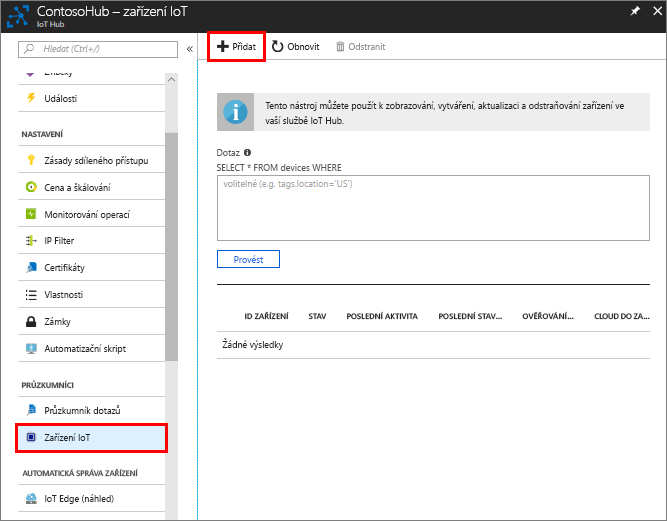 ContosoHub – zařízení IoT
IoT Hub
Hledat (Ctrl+/)
Značky
Události
NASTAVENÍ
Zásady sdíleného přístupu
Cena a škálování
Monitorování operací
IP Filter
Certifikáty
Vlastnosti
Zámky
Automatizační skript
PRŮZKUMNÍCI
Průzkumník dotazů
Zařízení IoT
AUTOMATICKÁ SPRÁVA ZAŘÍZENÍ
IoT Edge (náhled)
Přidat
Obnovit
Odstranit
Tento nástroj můžete použít k zobrazování, vytváření, aktualizaci a odstraňování zařízení ve
vaší službě IoT Hub.
Dotaz
SELECT * FROM devices WHERE
volitelné (e.g. tags.location='US')
Provést
ID ZAŘÍZENÍ STAV POSLEDNÍ AKTIVITA POSLEDNÍ STAV... OVĚŘOVÁNÍ... CLOUD DO ZA...
Žádné výsledky